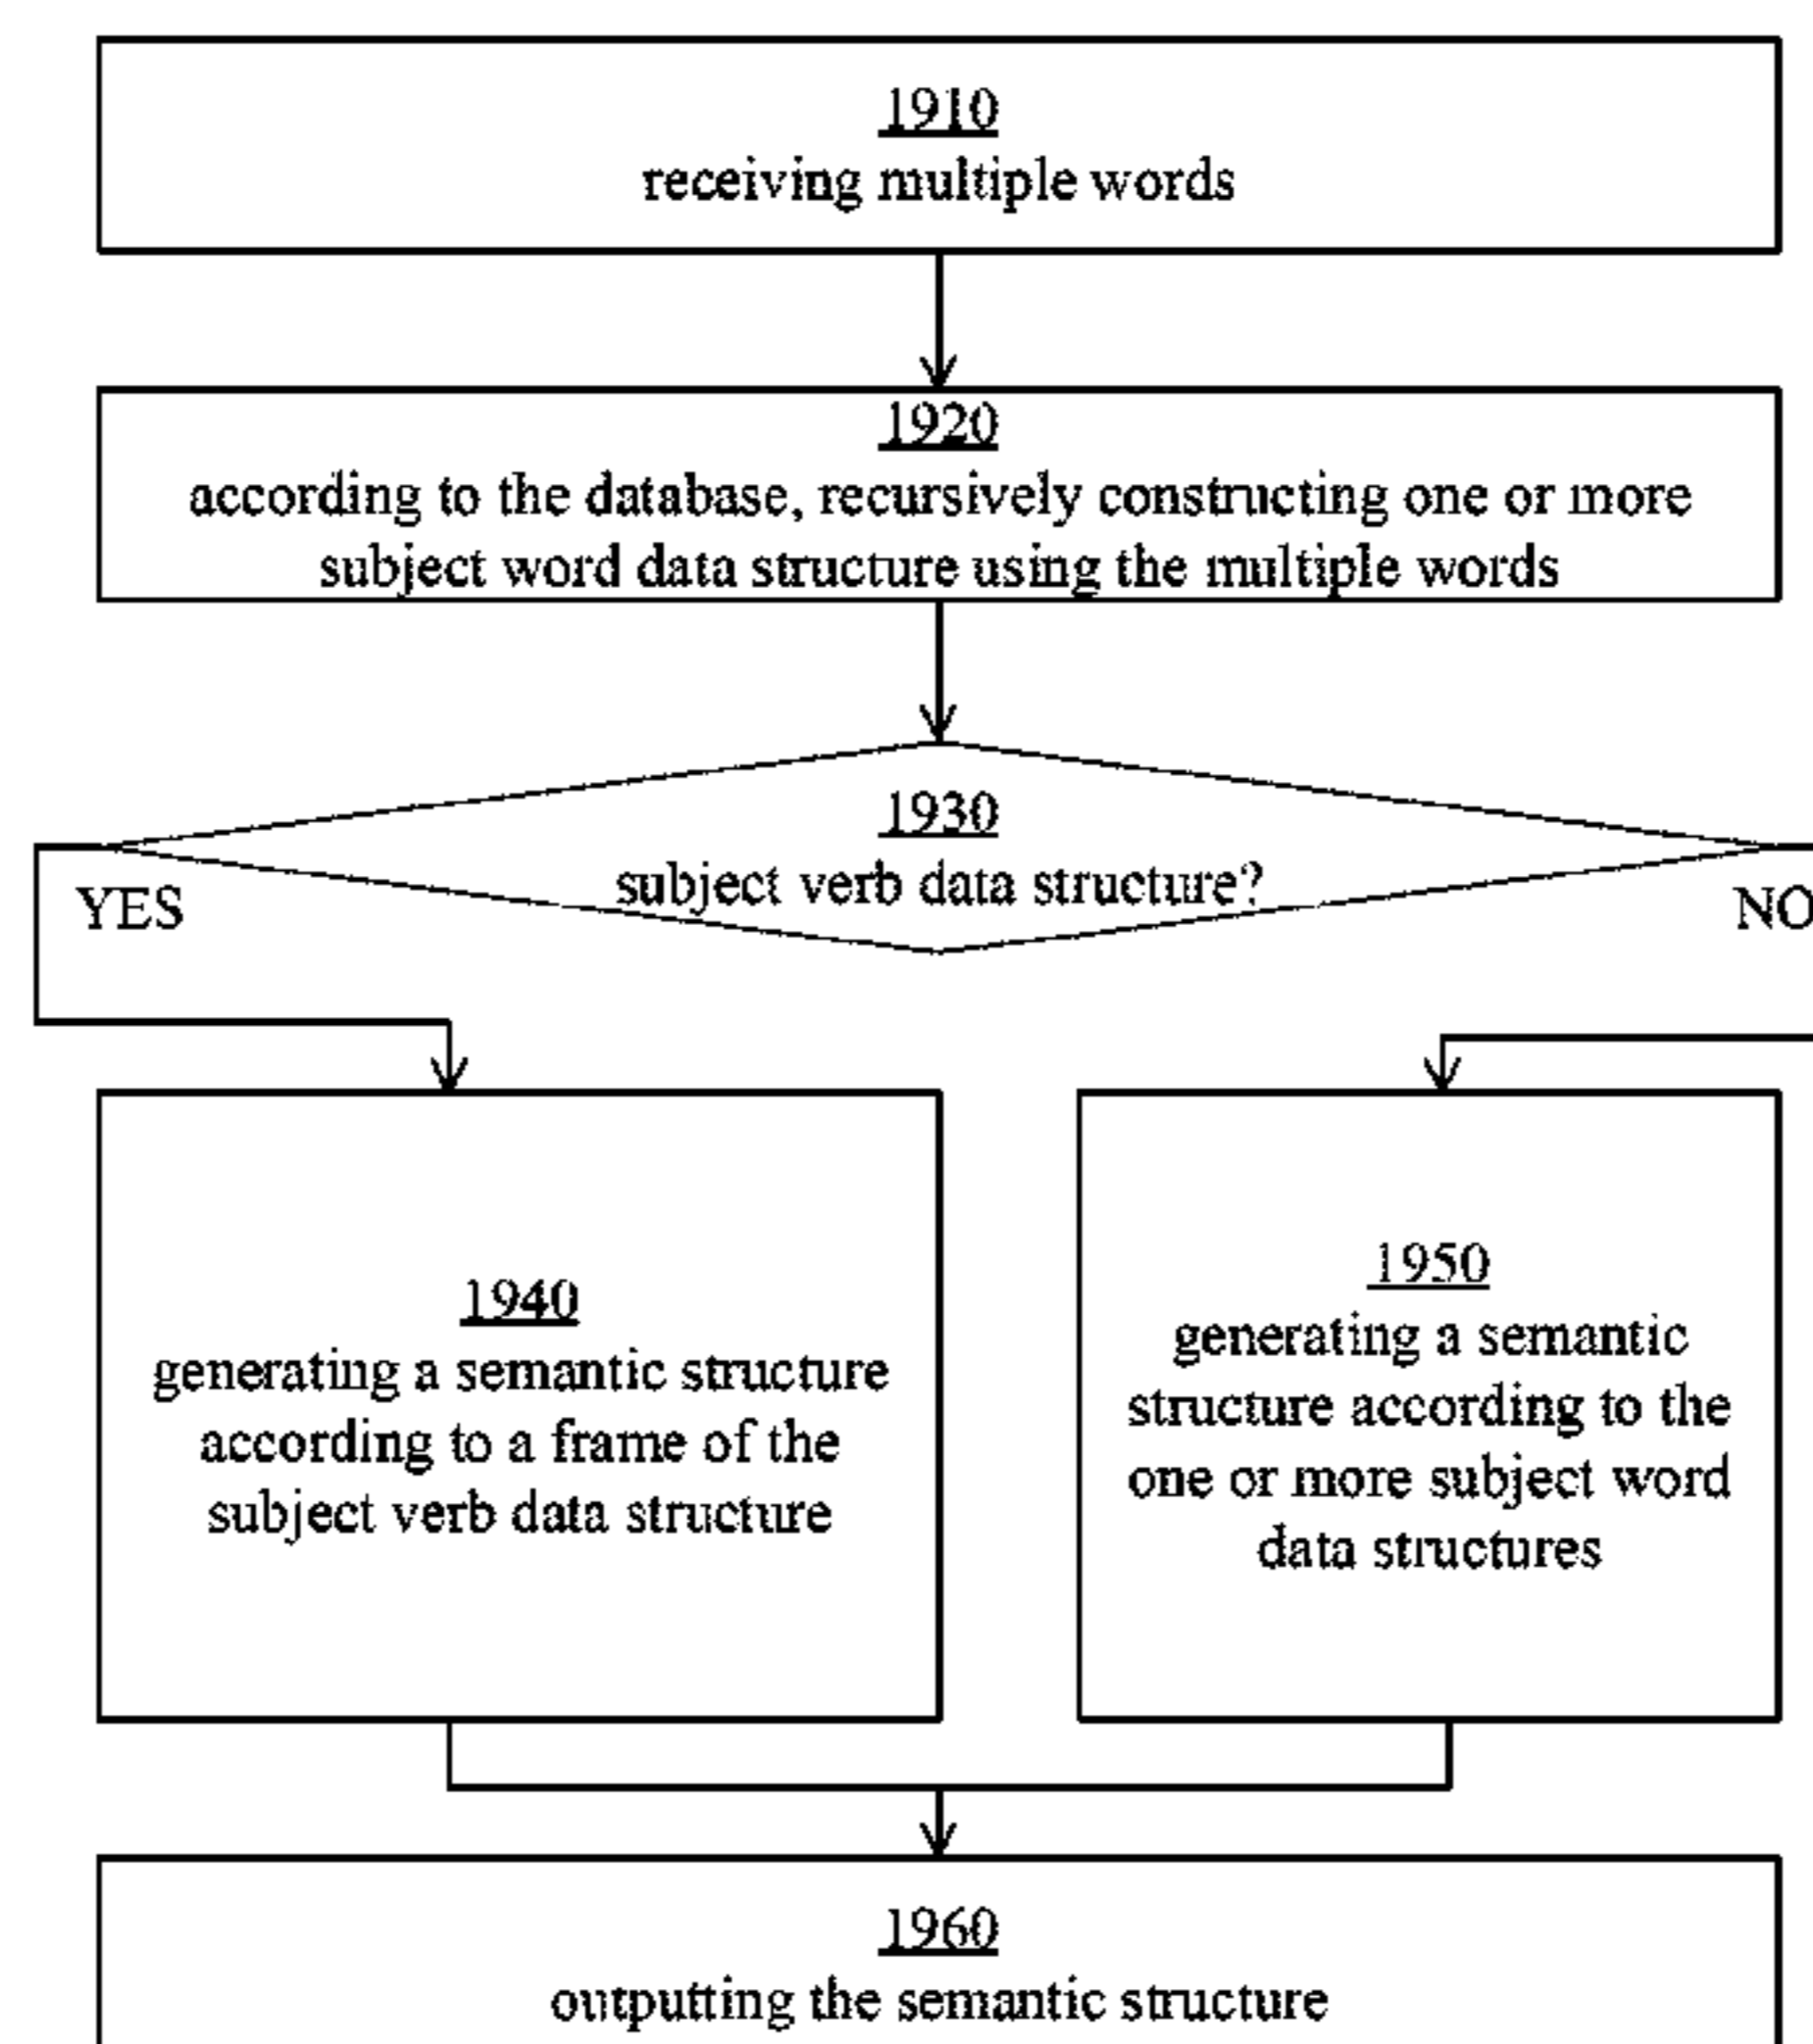 1910
receiving multiple words
1920
according to the database, recursively constructing one or more
subject word data structure using the multiple words
1930
subject verb data structure?
YES
NO
1940
generating a semantic structure
according to a frame of the
subject verb data structure
1950
generating a semantic
structure according to the
one or more subject word
data structures
1960
outputting the semantic structure